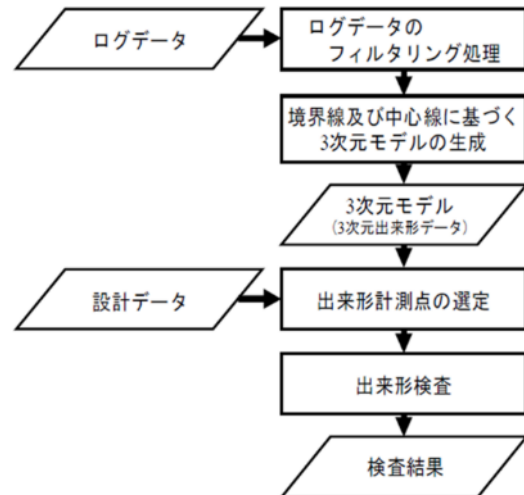 ログデータ
ログデータの
フィルタリング処理
境界線及び中心線に基づく
3次元モデルの生成
3次元モデル
(3次元出来形データ)
設計データ
出来形計測点の選定
出来形検査
検査結果